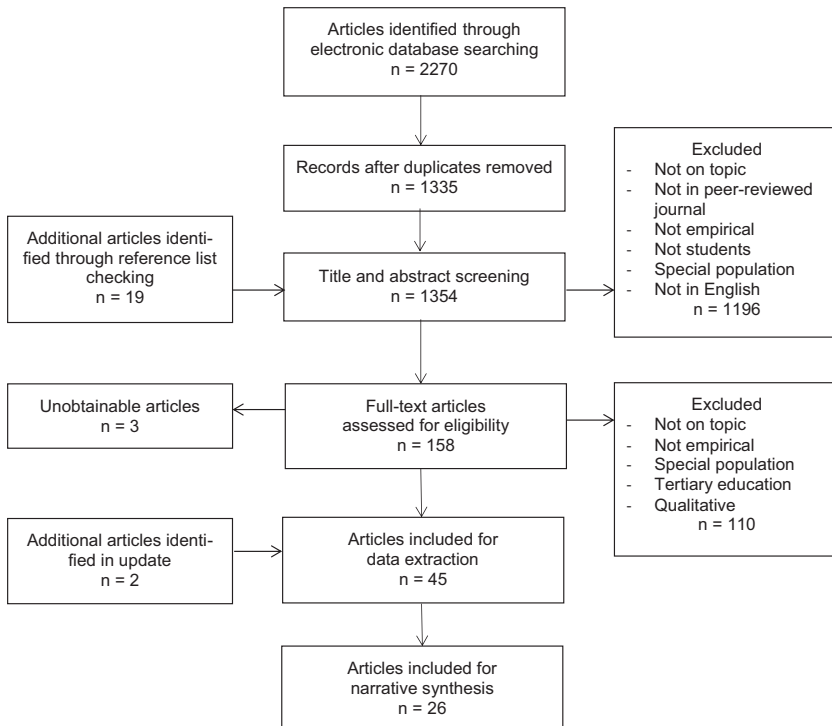 Articles identified through
electronic database searching
n = 2270
Records after duplicates removed
n = 1335
Additional articles identi-
fied through reference list
checking
n = 19
Title and abstract screening
n = 1354
Excluded
- Not on topic
- Not in peer-reviewed
journal
- Not empirical
- Not students
- Special population
- Not in English
n = 1196
Unobtainable articles
n = 3
Full-text articles
assessed for eligibility
n = 158
Excluded
- Not on topic
- Not empirical
- Special population
- Tertiary education
- Qualitative
n = 110
Additional articles identi-
fied in update
n = 2
Articles included for
data extraction
n = 45
Articles included for
narrative synthesis
n = 26